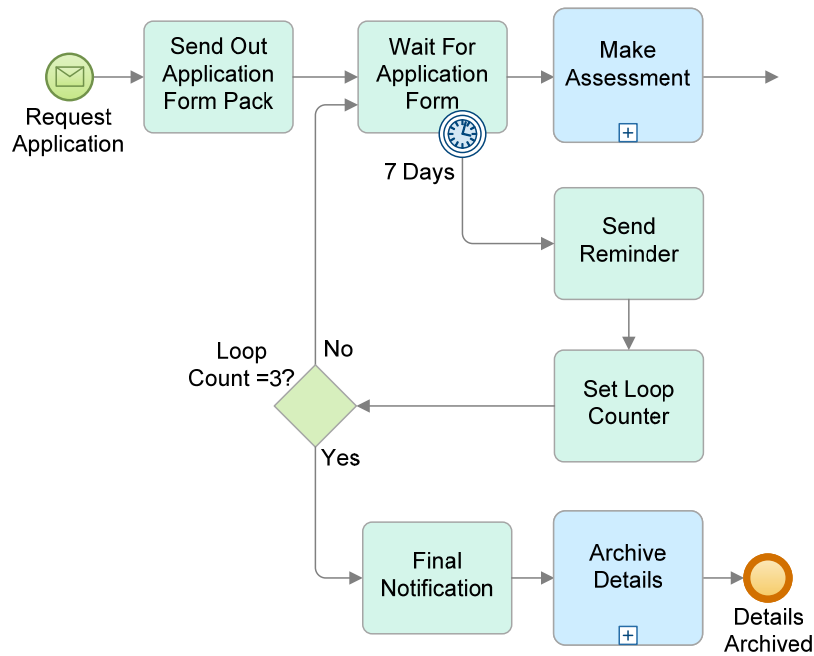 Send Out
Application
Form Pack
Wait For
Application
Form
Make
Assessment
Request
Application
7 Days
Send
Reminder
Loop
Count =3?
No
Set Loop
Counter
Yes
Final
Notification
Archive
Details
Details
Archived